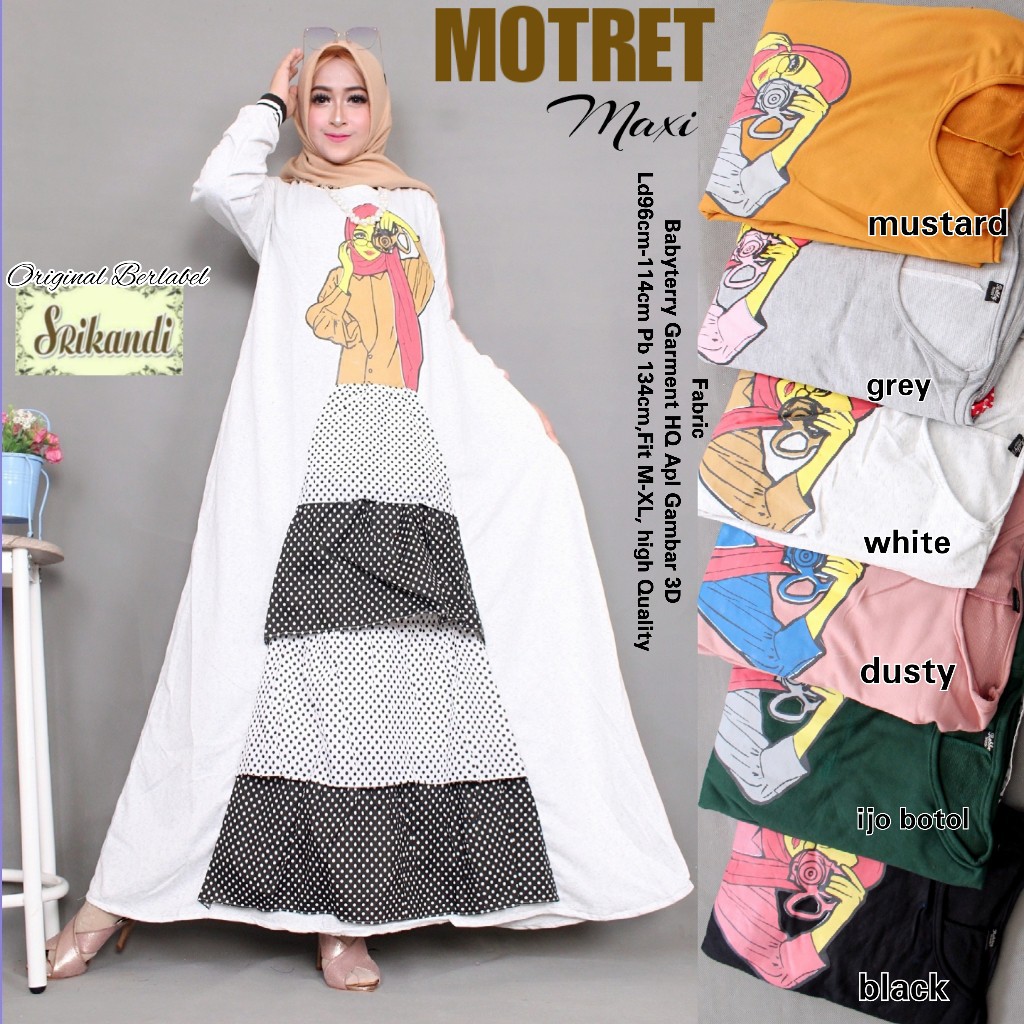 MOTRET
Maxi
Original Berlabel
Srikandi
Fabric
Babyterry Garment HQ Apl Gambar 3D
Ld96cm-114cm Pb 134cm,Fit M-XL, high Quality
mustard
grey
white
dusty
ijo botol
black